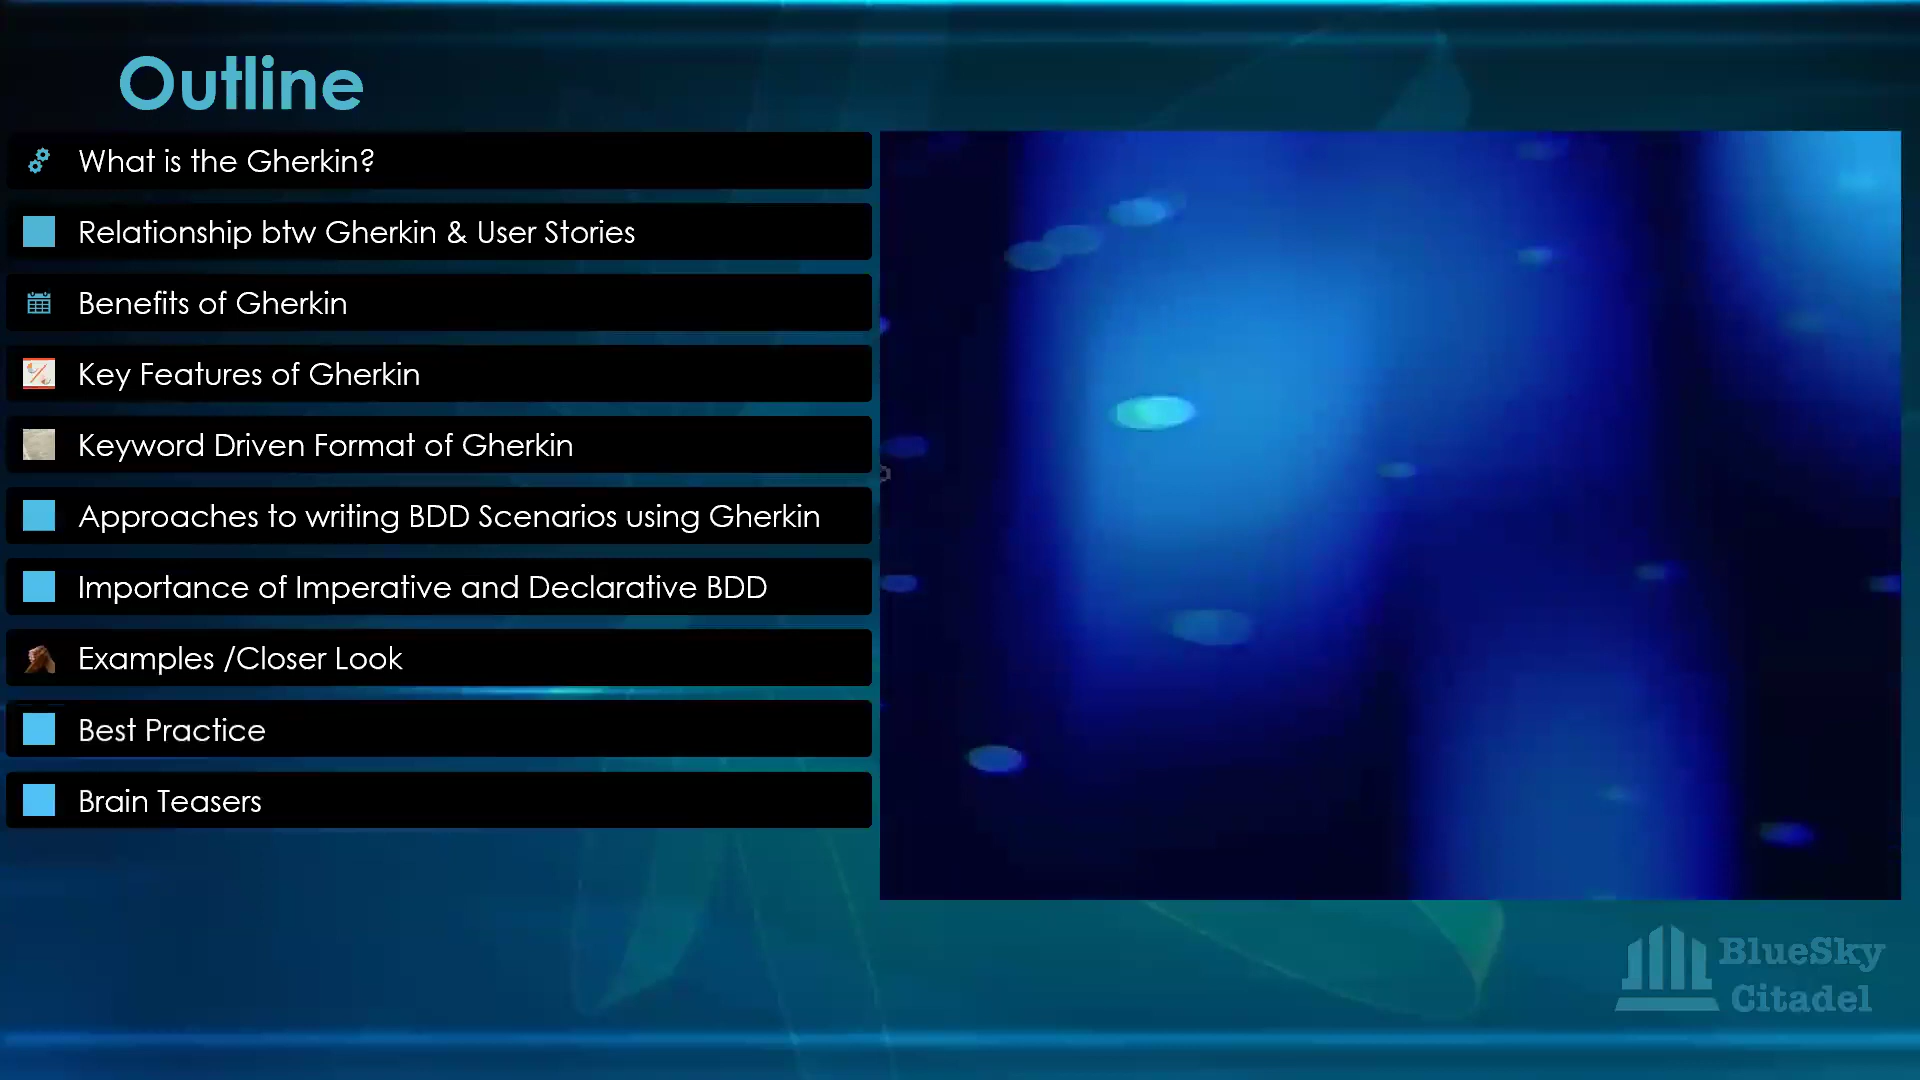 Outline
What is the Gherkin?
Relationship btw Gherkin & User Stories
Benefits of Gherkin
Key Features of Gherkin
Keyword Driven Format of Gherkin
Approaches to writing BDD Scenarios using Gherkin
Importance of Imperative and Declarative BDD
Examples /Closer Look
Best Practice
Brain Teasers
BlueSky
Citadel